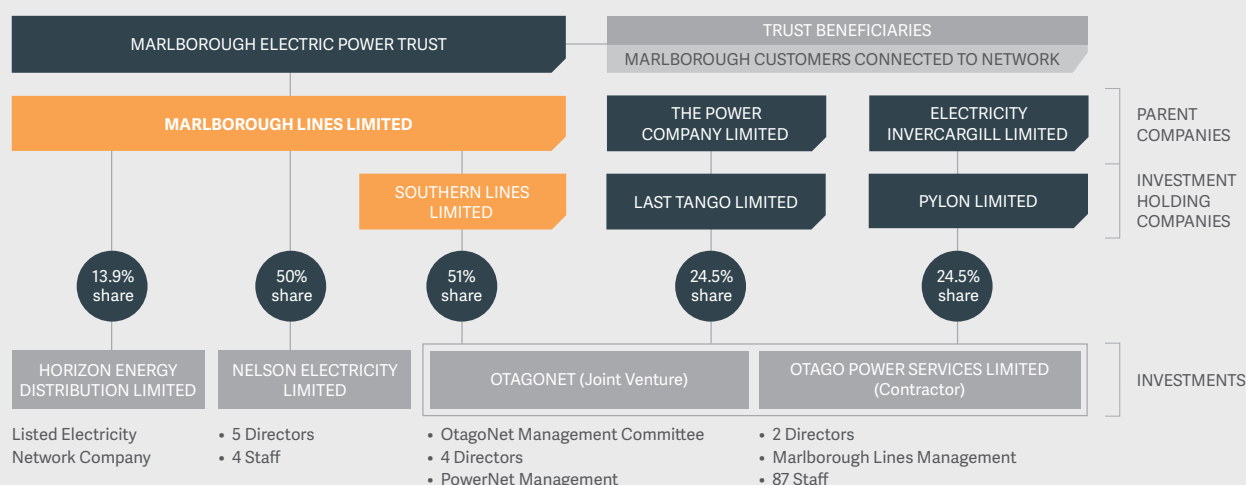 MARLBOROUGH ELECTRIC POWER TRUST
TRUST BENEFICIARIES
MARLBOROUGH CUSTOMERS CONNECTED TO NETWORK
MARLBOROUGH LINES LIMITED
THE POWER
COMPANY LIMITED
ELECTRICITY
INVERCARGILL LIMITED
PARENT
COMPANIES
SOUTHERN LINES
LIMITED
LAST TANGO LIMITED
PYLON LIMITED
INVESTMENT
HOLDING
COMPANIES
13.9%
share
50%
share
51%
share
24.5%
share
24.5%
share
HORIZON ENERGY
DISTRIBUTION LIMITED
NELSON ELECTRICITY
LIMITED
OTAGONET (Joint Venture)
OTAGO POWER SERVICES LIMITED
(Contractor)
INVESTMENTS
Listed Electricity
Network Company
• 5 Directors
• 4 Staff
• OtagoNet Management Committee
• 4 Directors
• PowerNet Management
• 2 Directors
• Marlborough Lines Management
• 87 Staff